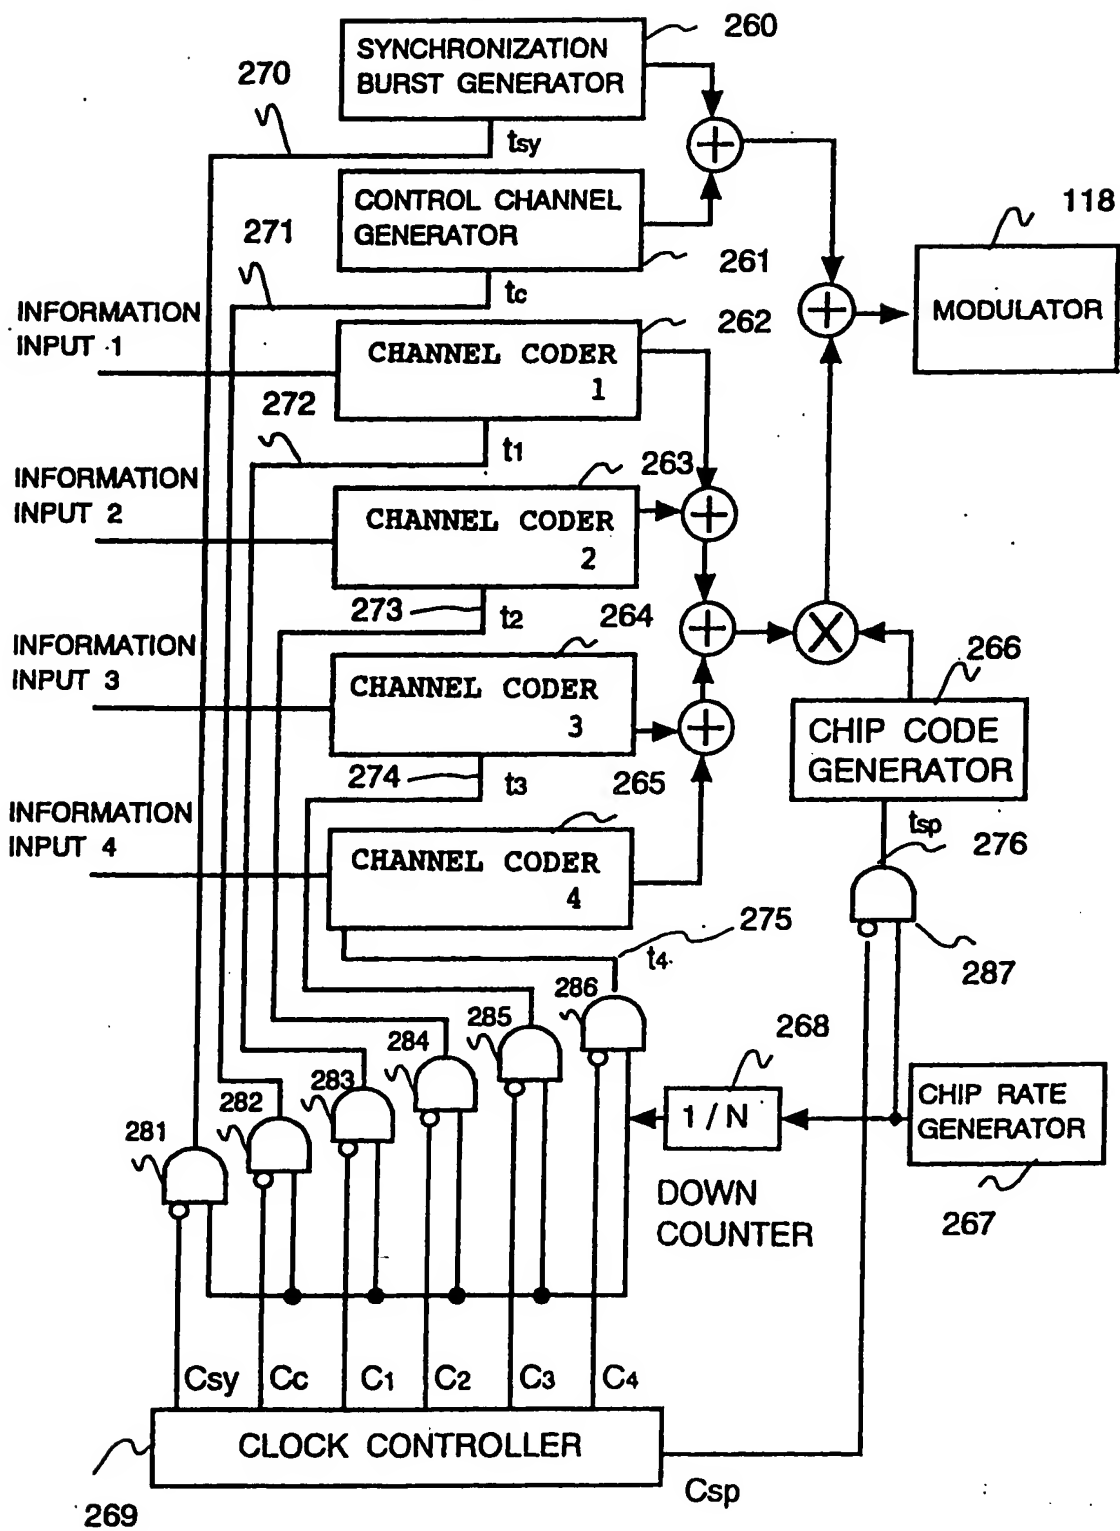 260
SYNCHRONIZATION
BURST GENERATOR
270
tsy
CONTROL CHANNEL
GENERATOR
118
271
261
tc
INFORMATION
INPUT 1
262
CHANNEL CODER
1
MODULATOR
272
t1
263
INFORMATION
INPUT 2
CHANNEL CODER
2
273
t2
264
INFORMATION
INPUT 3
CHANNEL CODER
3
266
CHIP CODE
GENERATOR
274
t3
265
INFORMATION
INPUT 4
CHANNEL CODER
4
tsp
276
275
t4
287
286
285
284
283
282
281
268
1 / N
CHIP RATE
GENERATOR
DOWN
COUNTER
267
Csy
Cc
C1
C2
C3
C4
CLOCK CONTROLLER
Csp
269